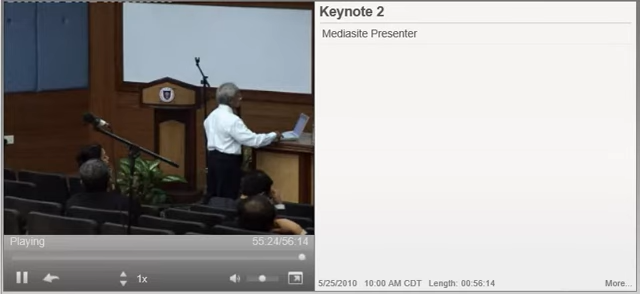 Keynote 2
Mediasite Presenter
Playing 55:24/56:14
1x
5/25/2010 10:00 AM CDT Length: 00:56:14 More...